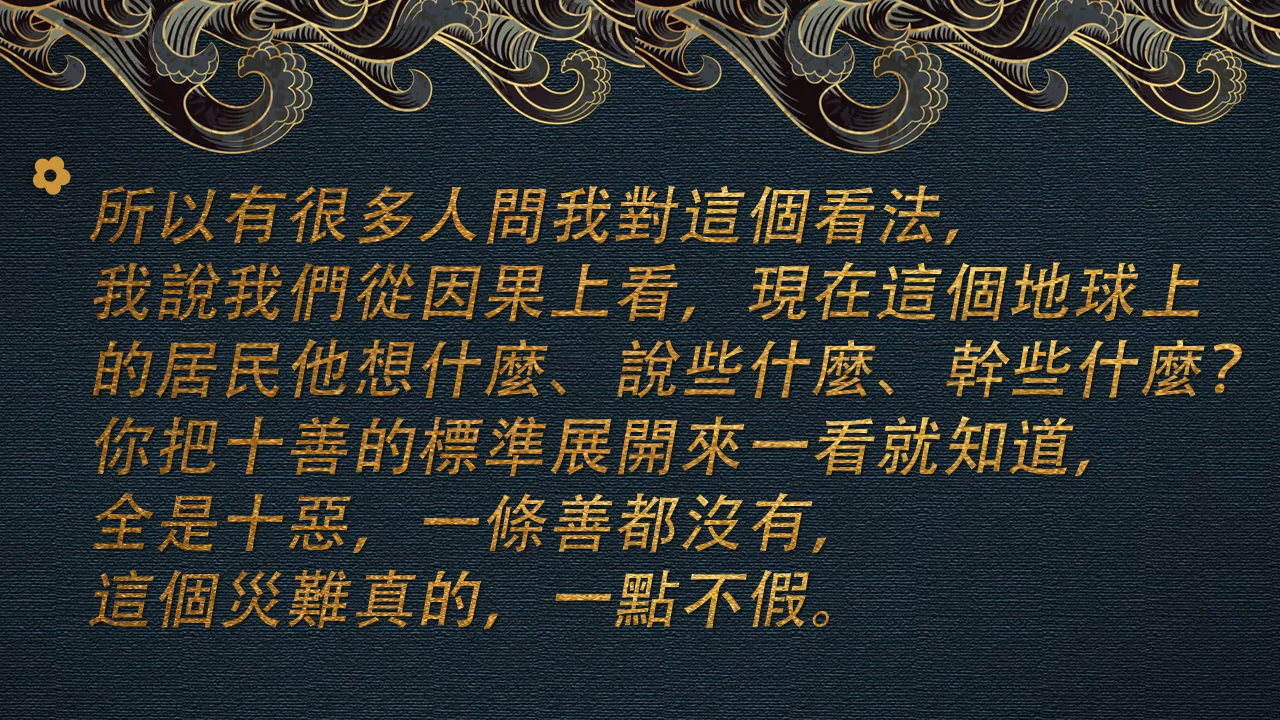 所以有很多人問我對這個看法,
我說我們從因果上看, 現在這個地球上
的居民他想什麼、說些什麼、幹些什麼?
你把十善的標準展開來一看就知道,
全是十惡, 一條善都沒有,
這個災難真的, 一點不假。